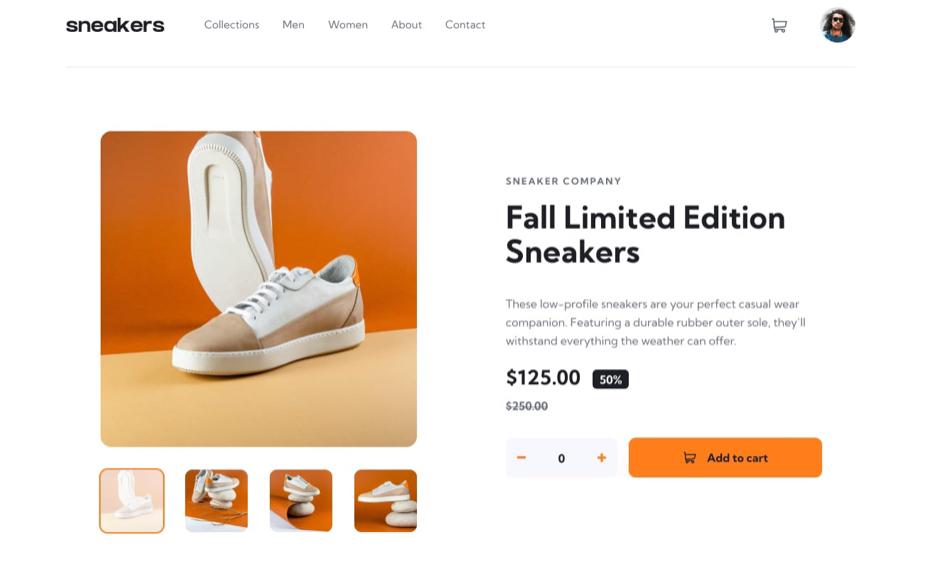 sneakers
Collections Men Women About Contact
SNEAKER COMPANY
Fall Limited Edition
Sneakers
These low-profile sneakers are your perfect casual wear
companion. Featuring a durable rubber outer sole, they'll
withstand everything the weather can offer.
$125.00 50%
$250.00
− 0 + Add to cart